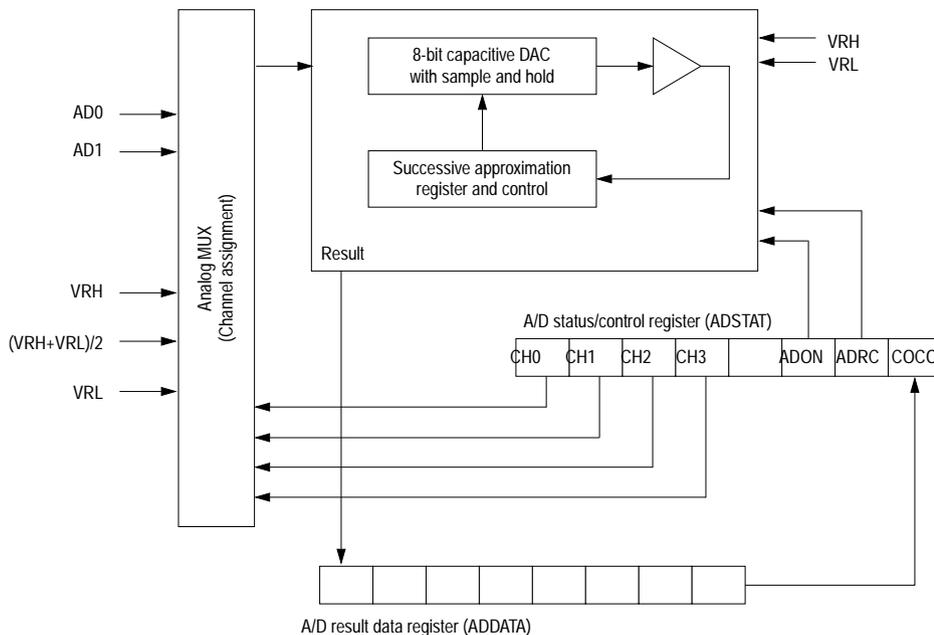 8-bit capacitive DAC
with sample and hold
VRH
VRL
AD0
AD1
Successive approximation
register and control
Analog MUX
(Channel assignment)
Result
VRH
(VRH+VRL)/2
VRL
A/D status/control register (ADSTAT)
CH0 CH1 CH2 CH3 ADON ADRC COCO
A/D result data register (ADDATA)